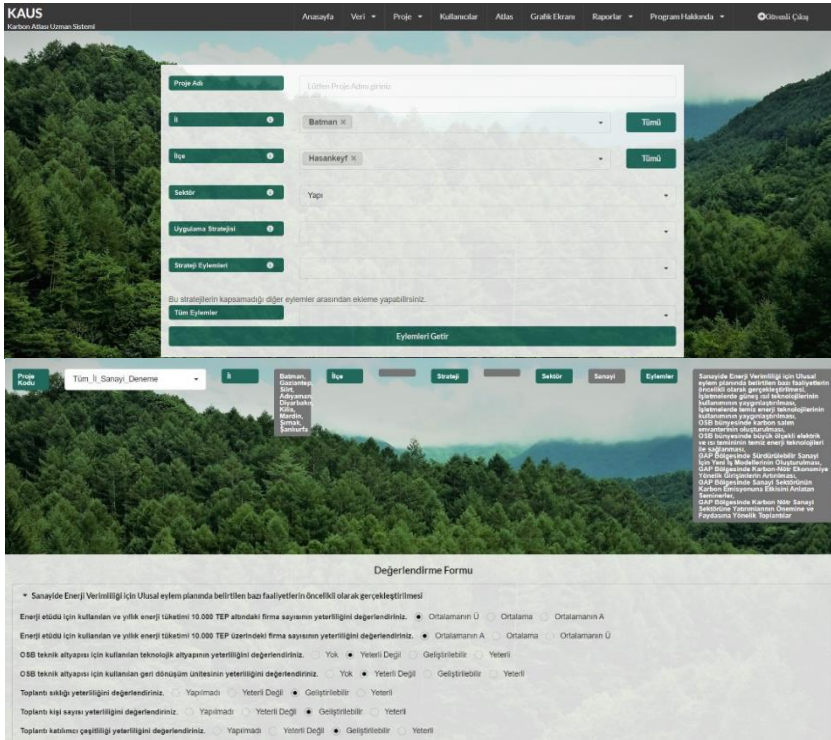 KAUS
Karbon Atlası Uzman Sistemi
Anasayfa Veri Proje Kullanıcılar Atlas Grafik Ekranı Raporlar Program Hakkında Güvenli Çıkış
Proje Adı Lütfen Proje Adını giriniz
İl Batman × Tümü
İlçe Hasankeyf × Tümü
Sektör Yapı
Uygulama Stratejisi
Strateji Eylemleri
Bu stratejilerin kapsamadığı diğer eylemler arasından ekleme yapabilirsiniz.
Tüm Eylemler
Eylemleri Getir
Proje Kodu
Tüm_İl_Sanayi_Deneme
İl
Batman,
Gaziantep,
Siirt,
Adıyaman,
Diyarbakır,
Kilis,
Mardin,
Şırnak,
Şanlıurfa
İlçe
Strateji
Sektör
Sanayi
Eylemler
Sanayide Enerji Verimliliği için Ulusal
eylem planında belirtilen bazı faaliyetlerin
öncelikli olarak gerçekleştirilmesi,
İşletmelerde güneş ısıl teknolojilerinin
kullanımının yaygınlaştırılması,
İşletmelerde temiz enerji teknolojilerinin
kullanımının yaygınlaştırılması,
OSB bünyesinde karbon salım
envanterinin oluşturulması,
OSB bünyesinde büyük ölçekli elektrik
ve ısı temininin temiz enerji teknolojileri
ile sağlanması,
GAP Bölgesinde Sürdürülebilir Sanayi
İçin Yeni İş Modellerinin Oluşturulması,
GAP Bölgesinde Karbon-Nötr Ekonomiye
Yönelik Girişimlerin Artırılması,
GAP Bölgesinde Sanayi Sektörünün
Karbon Emisyonuna Etkisini Anlatan
Seminerler,
GAP Bölgesinde Karbon Nötr Sanayi
Sektörüne Yatırımlarının Önemine ve
Faydasına Yönelik Toplantılar
Değerlendirme Formu
Sanayide Enerji Verimliliği için Ulusal eylem planında belirtilen bazı faaliyetlerin öncelikli olarak gerçekleştirilmesi
Enerji etüdü için kullanılan ve yıllık enerji tüketimi 10.000 TEP altındaki firma sayısının yeterliliğini değerlendiriniz. Ortalamanın Ü Ortalama Ortalamanın A
Enerji etüdü için kullanılan ve yıllık enerji tüketimi 10.000 TEP üzerindeki firma sayısının yeterliliğini değerlendiriniz. Ortalamanın A Ortalama Ortalamanın Ü
OSB teknik altyapısı için kullanılan teknolojik altyapının yeterliliğini değerlendiriniz. Yok Yeterli Değil Geliştirilebilir Yeterli
OSB teknik altyapısı için kullanılan geri dönüşüm ünitesinin yeterliliğini değerlendiriniz. Yok Yeterli Değil Geliştirilebilir Yeterli
Toplantı sıklığı yeterliliğini değerlendiriniz. Yapılmadı Yeterli Değil Geliştirilebilir Yeterli
Toplantı kişi sayısı yeterliliğini değerlendiriniz. Yapılmadı Yeterli Değil Geliştirilebilir Yeterli
Toplantı katılımcı çeşitliliği yeterliliğini değerlendiriniz. Yapılmadı Yeterli Değil Geliştirilebilir Yeterli